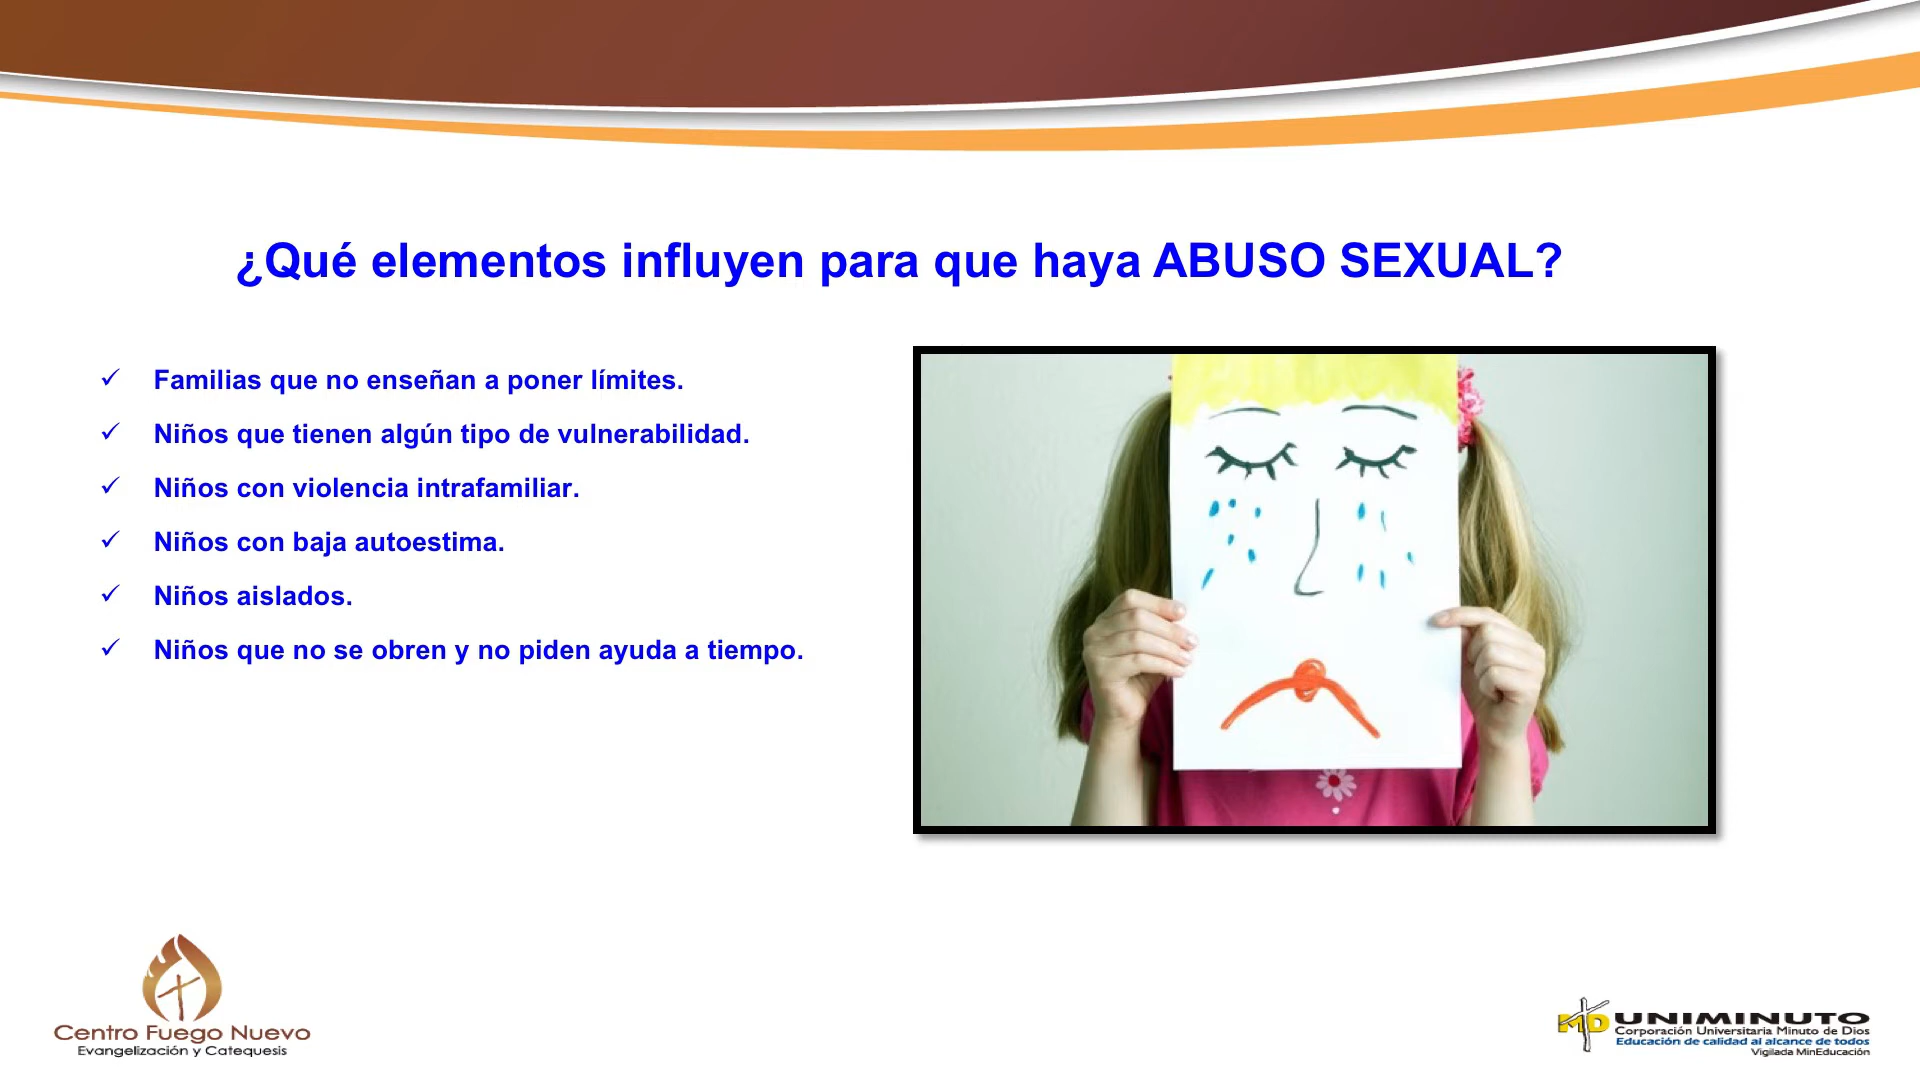 ¿Qué elementos influyen para que haya ABUSO SEXUAL?
Familias que no enseñan a poner límites.
Niños que tienen algún tipo de vulnerabilidad.
Niños con violencia intrafamiliar.
Niños con baja autoestima.
Niños aislados.
Niños que no se obren y no piden ayuda a tiempo.
Centro Fuego Nuevo
Evangelización y Catequesis
MD UNIMINUTO
Corporación Universitaria Minuto de Dios
Educación de calidad al alcance de todos
Vigilada MinEducación